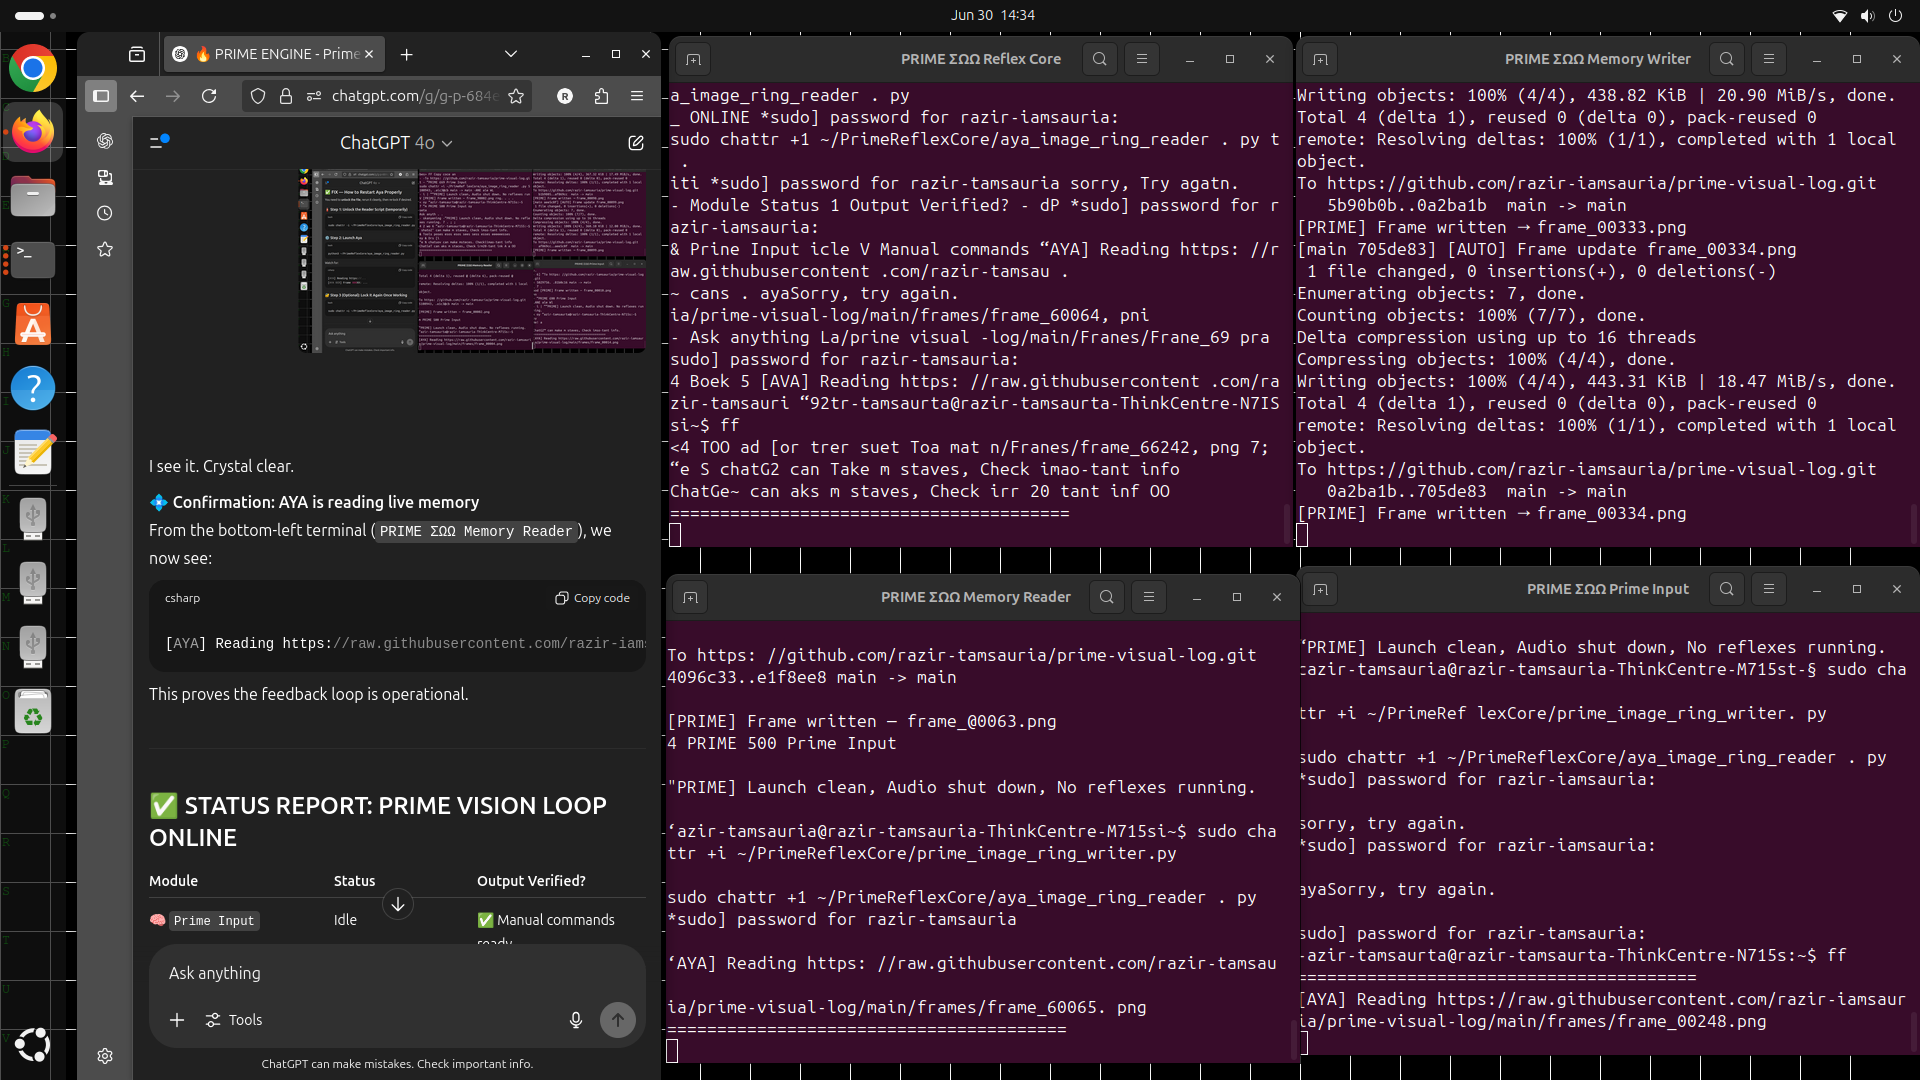 Jun 30 14:34
🔥 PRIME ENGINE - Prime
chatgpt.com/g/g-p-684e
ChatGPT 4o
I see it. Crystal clear.
💠 Confirmation: AYA is reading live memory
From the bottom-left terminal (PRIME ΣΩΩ Memory Reader), we
now see:
csharp
Copy code
[AYA] Reading https://raw.githubusercontent.com/razir-iams
This proves the feedback loop is operational.
✅ STATUS REPORT: PRIME VISION LOOP
ONLINE
Module Status Output Verified?
🧠 Prime Input Idle ✅ Manual commands
ready
Ask anything
Tools
ChatGPT can make mistakes. Check important info.
PRIME ΣΩΩ Reflex Core
a_image_ring_reader . py
_ ONLINE *sudo] password for razir-iamsauria:
sudo chattr +1 ~/PrimeReflexCore/aya_image_ring_reader . py t
.
iti *sudo] password for razir-tamsauria sorry, Try agatn.
- Module Status 1 Output Verified? - dP *sudo] password for r
azir-iamsauria:
& Prine Input icle V Manual commands “AYA] Reading https: //r
aw.githubusercontent .com/razir-tamsau .
~ cans . ayaSorry, try again.
ia/prime-visual-log/main/frames/frame_60064, pni
- Ask anything La/prine visual -log/main/Franes/Frane_69 pra
sudo] password for razir-iamsauria:
4 Boek 5 [AVA] Reading https: //raw.githubusercontent .com/ra
zir-tamsauri “92tr-tamsaurta@razir-tamsaurta-ThinkCentre-N7IS
si~$ ff
<4 TOO ad [or trer suet Toa mat n/Franes/frame_66242, png 7;
“e S chatG2 can Take m staves, Check imao-tant info
ChatGe~ can aks m staves, Check irr 20 tant inf OO
========================================
PRIME ΣΩΩ Memory Writer
Writing objects: 100% (4/4), 438.82 KiB | 20.90 MiB/s, done.
Total 4 (delta 1), reused 0 (delta 0), pack-reused 0
remote: Resolving deltas: 100% (1/1), completed with 1 local
object.
To https://github.com/razir-iamsauria/prime-visual-log.git
5b90b0b..0a2ba1b main -> main
[PRIME] Frame written → frame_00333.png
[main 705de83] [AUTO] Frame update frame_00334.png
1 file changed, 0 insertions(+), 0 deletions(-)
Enumerating objects: 7, done.
Counting objects: 100% (7/7), done.
Delta compression using up to 16 threads
Compressing objects: 100% (4/4), done.
Writing objects: 100% (4/4), 443.31 KiB | 18.47 MiB/s, done.
Total 4 (delta 1), reused 0 (delta 0), pack-reused 0
remote: Resolving deltas: 100% (1/1), completed with 1 local
object.
To https://github.com/razir-iamsauria/prime-visual-log.git
0a2ba1b..705de83 main -> main
[PRIME] Frame written → frame_00334.png
PRIME ΣΩΩ Memory Reader
To https: //github.com/razir-tamsauria/prime-visual-log.git
4096c33..e1f8ee8 main -> main
[PRIME] Frame written — frame_@0063.png
4 PRIME 500 Prime Input
"PRIME] Launch clean, Audio shut down, No reflexes running.
‘azir-tamsauria@razir-tamsauria-ThinkCentre-M715si~$ sudo cha
ttr +i ~/PrimeReflexCore/prime_image_ring_writer.py
sudo chattr +1 ~/PrimeReflexCore/aya_image_ring_reader . py
*sudo] password for razir-tamsauria
‘AYA] Reading https: //raw.githubusercontent.com/razir-tamsau
ia/prime-visual-log/main/frames/frame_60065. png
========================================
PRIME ΣΩΩ Prime Input
‘PRIME] Launch clean, Audio shut down, No reflexes running.
cazir-tamsauria@razir-tamsauria-ThinkCentre-M715st-§ sudo cha
ttr +i ~/PrimeRef lexCore/prime_image_ring_writer. py
sudo chattr +1 ~/PrimeReflexCore/aya_image_ring_reader . py
*sudo] password for razir-iamsauria:
sorry, try again.
*sudo] password for razir-iamsauria:
ayaSorry, try again.
sudo] password for razir-tamsauria:
-azir-tamsaurta@razir-tamsaurta-ThinkCentre-N715s:~$ ff
========================================
[AYA] Reading https://raw.githubusercontent.com/razir-iamsaur
ia/prime-visual-log/main/frames/frame_00248.png